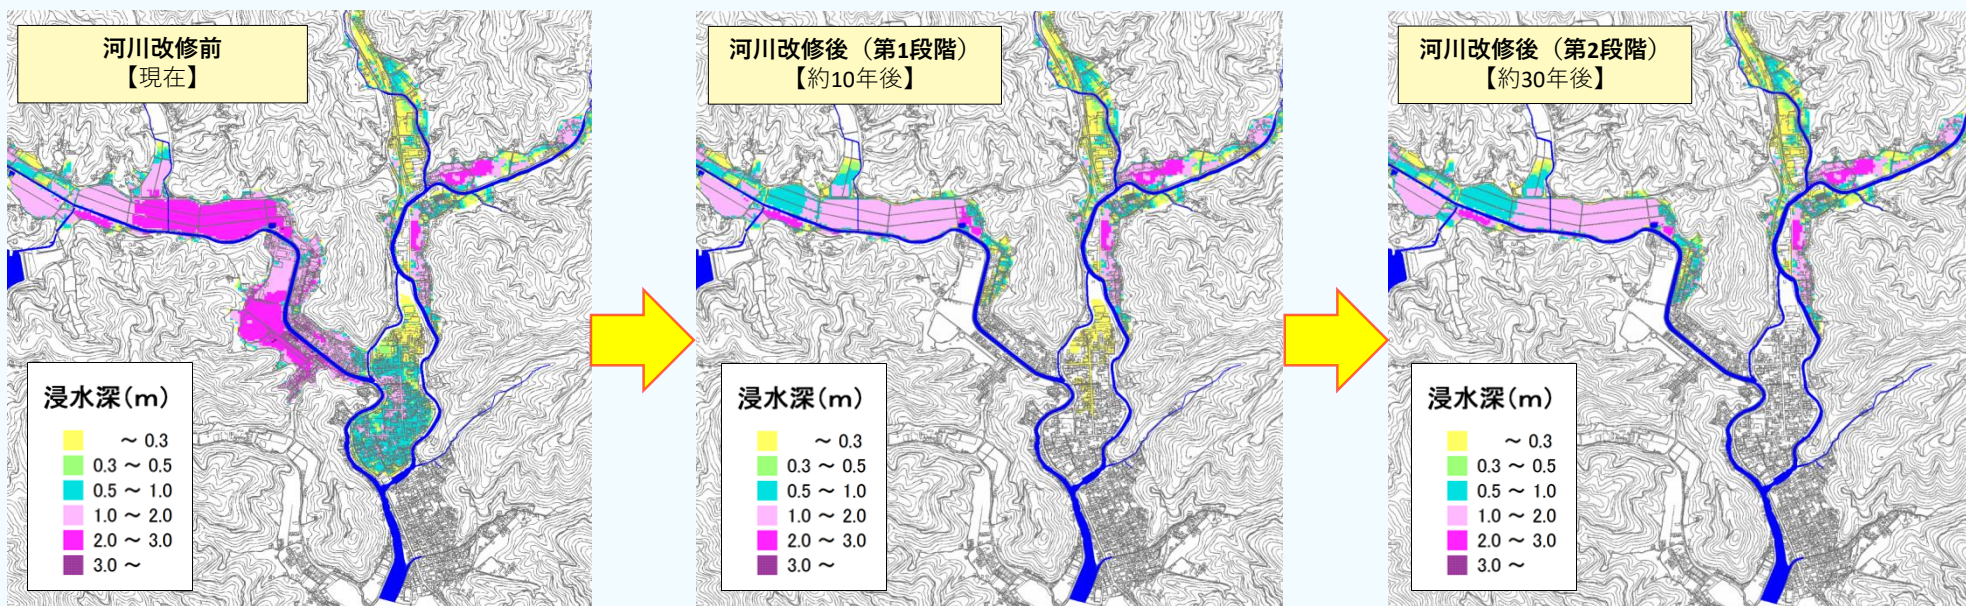 河川改修前
【現在】
浸水深(m)
～ 0.3
0.3 ～ 0.5
0.5 ～ 1.0
1.0 ～ 2.0
2.0 ～ 3.0
3.0 ～
河川改修後（第1段階）
【約10年後】
浸水深(m)
～ 0.3
0.3 ～ 0.5
0.5 ～ 1.0
1.0 ～ 2.0
2.0 ～ 3.0
3.0 ～
河川改修後（第2段階）
【約30年後】
浸水深(m)
～ 0.3
0.3 ～ 0.5
0.5 ～ 1.0
1.0 ～ 2.0
2.0 ～ 3.0
3.0 ～